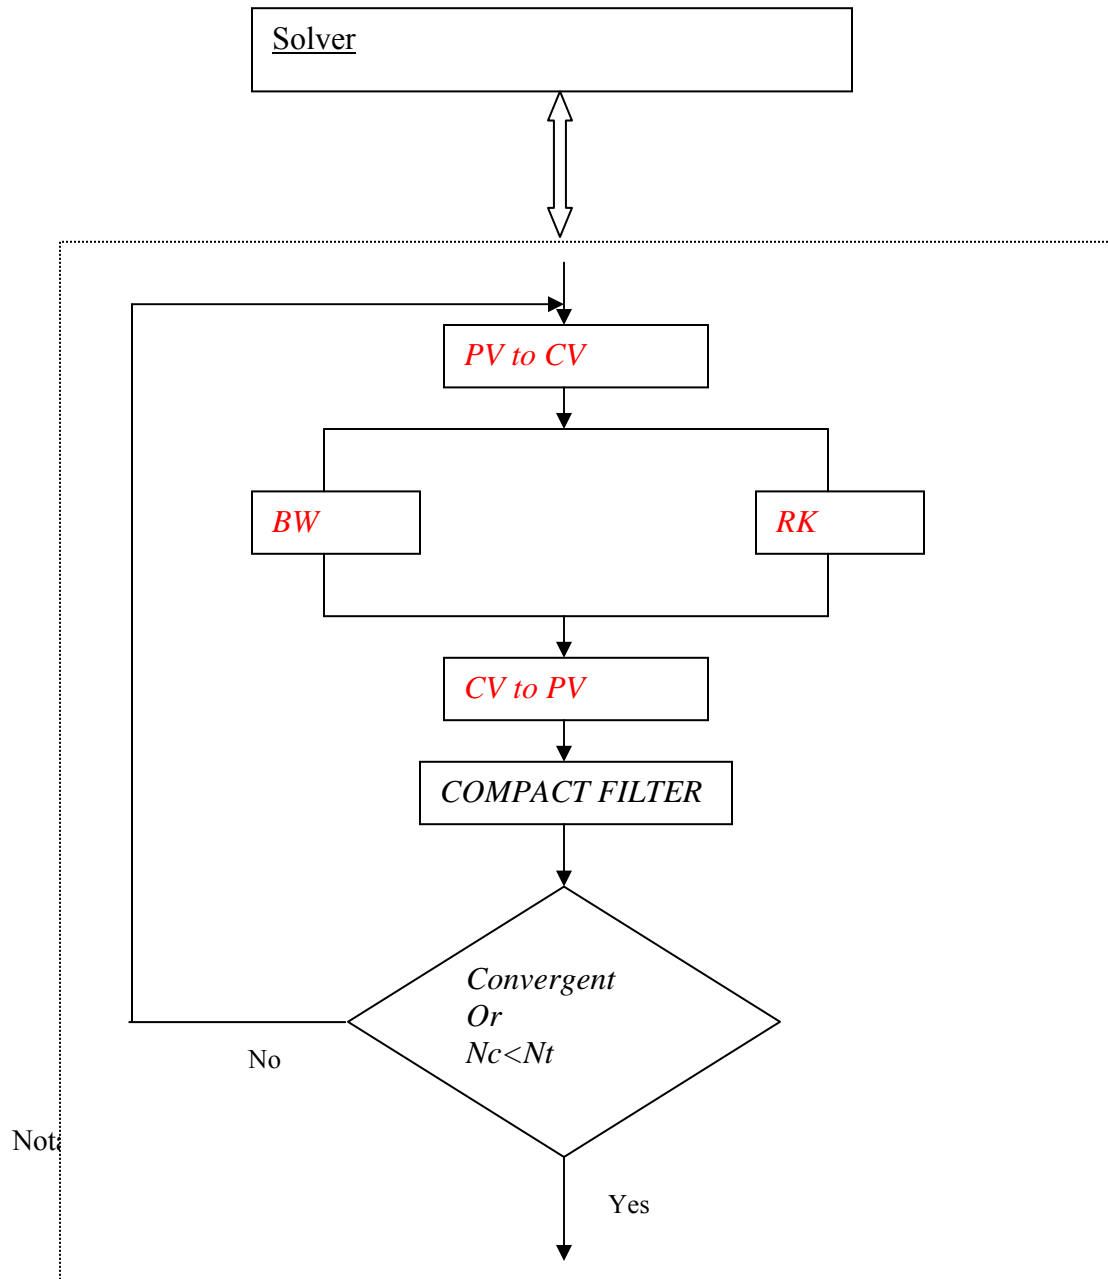 Solver
PV to CV
BW
RK
CV to PV
COMPACT FILTER
Convergent
Or
Nc<Nt
No
Yes